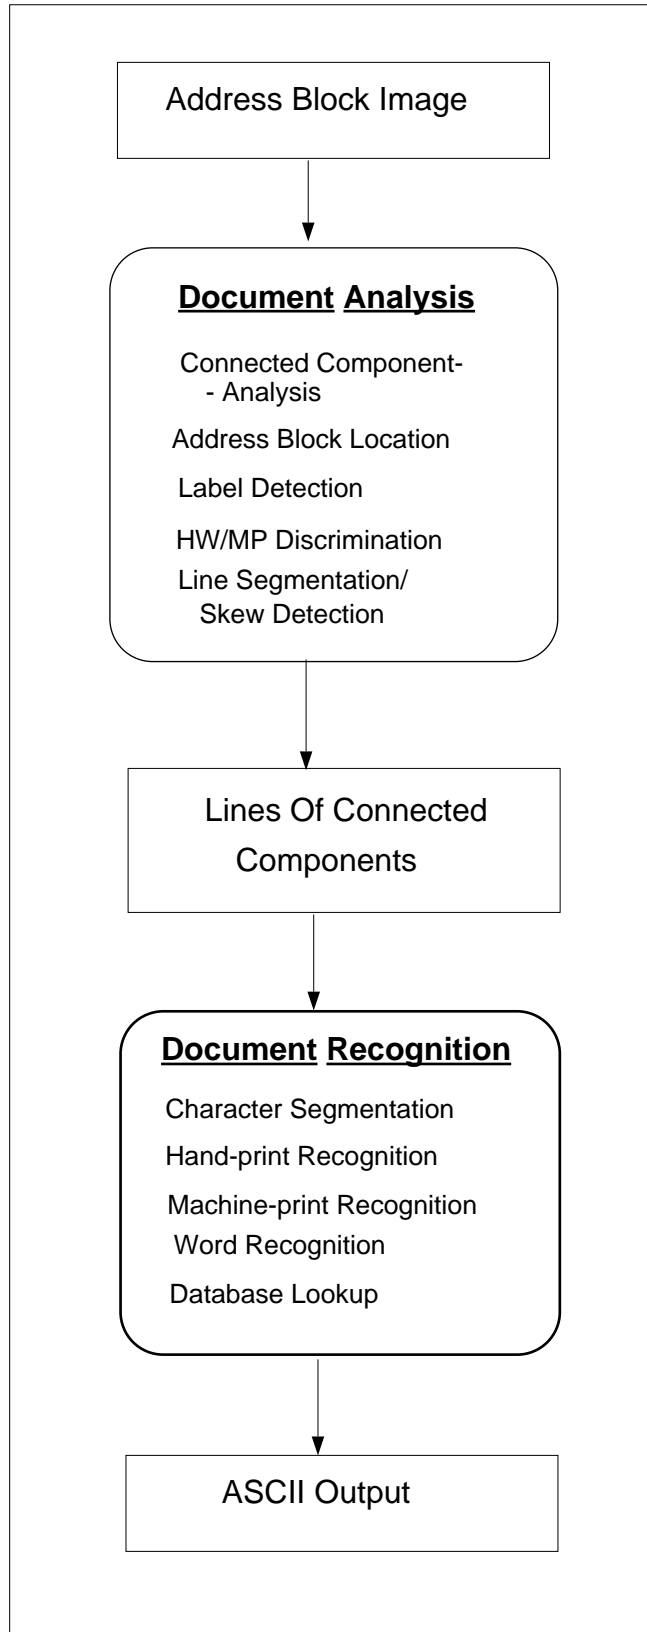 Address Block Image
Document Analysis
Connected Component-
- Analysis
Address Block Location
Label Detection
HW/MP Discrimination
Line Segmentation/
Skew Detection
Lines Of Connected
Components
Document Recognition
Character Segmentation
Hand-print Recognition
Machine-print Recognition
Word Recognition
Database Lookup
ASCII Output